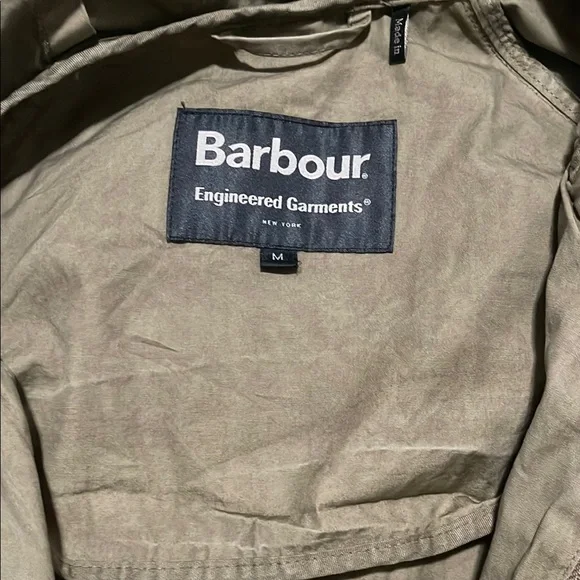 Made in
Barbour®
Engineered Garments®
NEW YORK
M